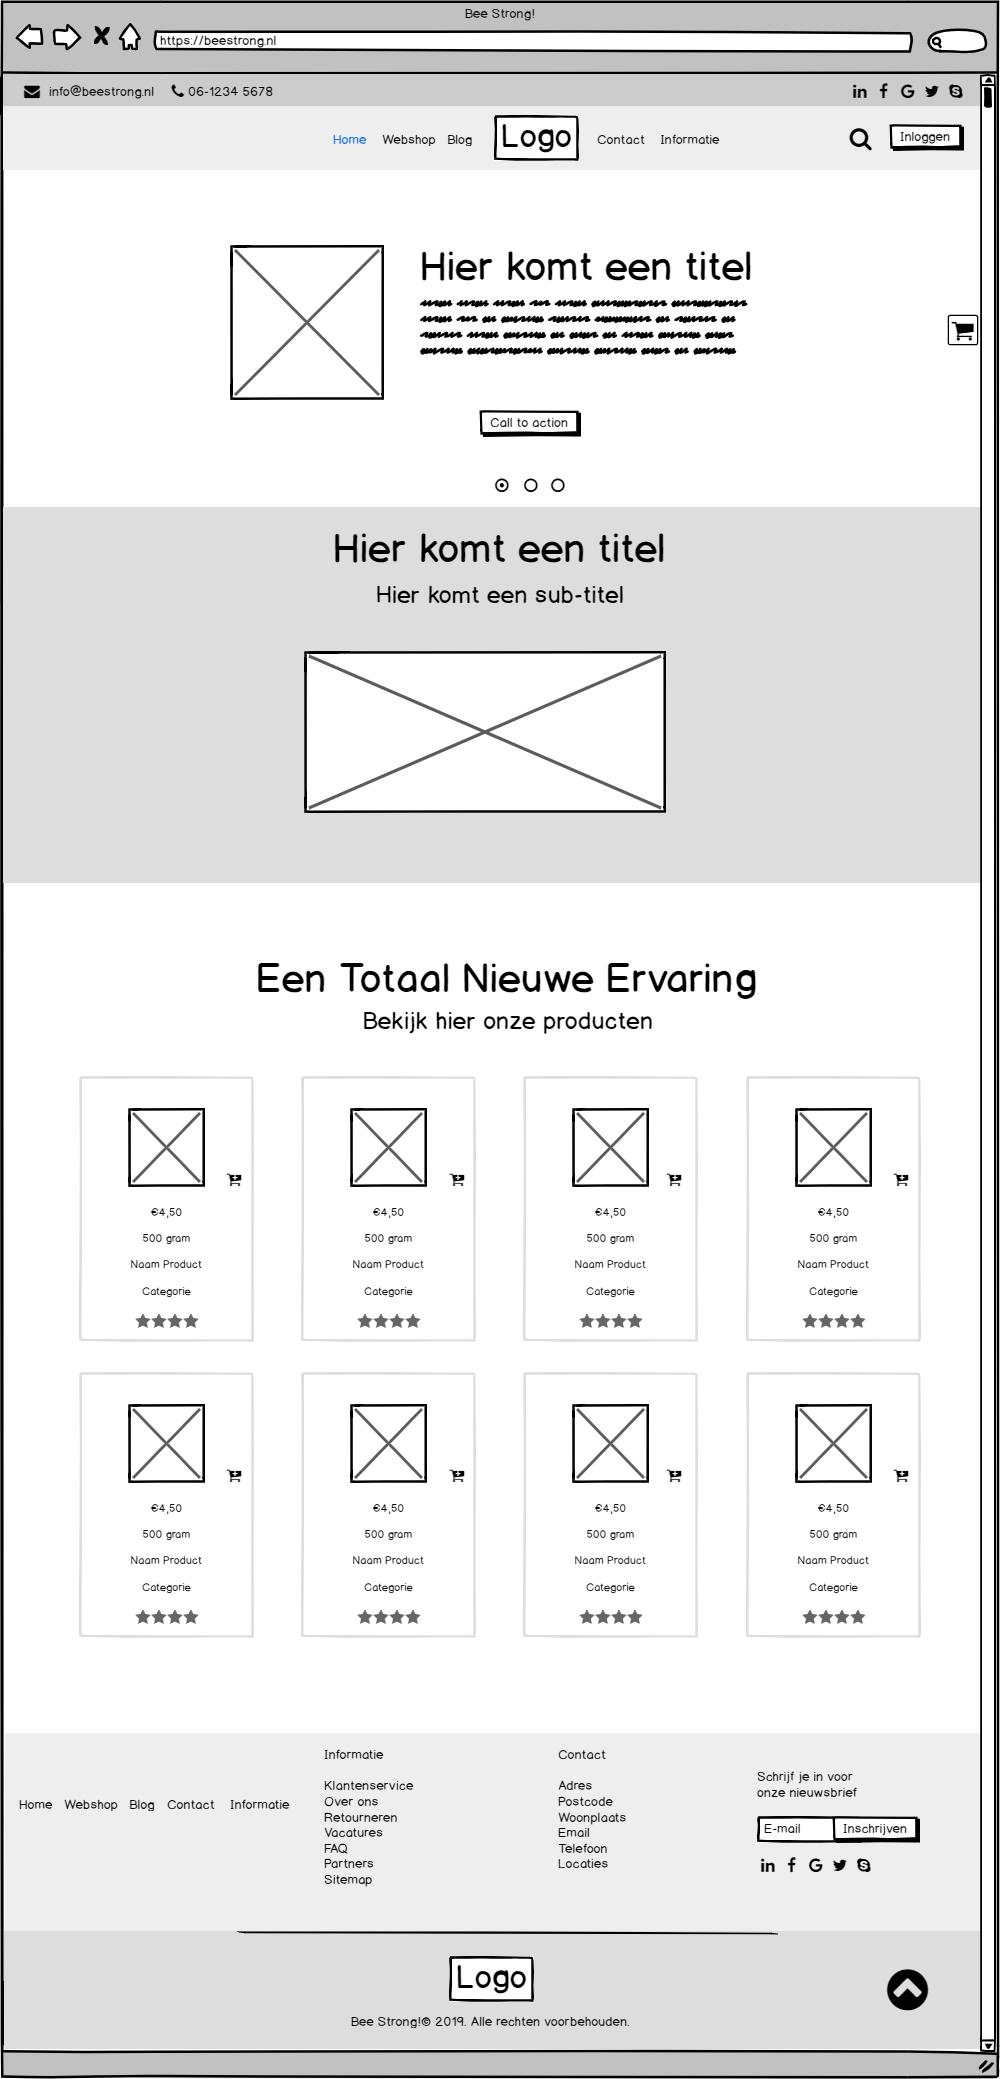 Bee Strong!
https://beestrong.nl
info@beestrong.nl 06-1234 5678
Home Webshop Blog Logo Contact Informatie Inloggen
Hier komt een titel
Call to action
Hier komt een titel
Hier komt een sub-titel
Een Totaal Nieuwe Ervaring
Bekijk hier onze producten
€4,50 €4,50 €4,50 €4,50
500 gram 500 gram 500 gram 500 gram
Naam Product Naam Product Naam Product Naam Product
Categorie Categorie Categorie Categorie
€4,50 €4,50 €4,50 €4,50
500 gram 500 gram 500 gram 500 gram
Naam Product Naam Product Naam Product Naam Product
Categorie Categorie Categorie Categorie
Home Webshop Blog Contact Informatie
Informatie
Klantenservice
Over ons
Retourneren
Vacatures
FAQ
Partners
Sitemap
Contact
Adres
Postcode
Woonplaats
Email
Telefoon
Locaties
Schrijf je in voor
onze nieuwsbrief
E-mail Inschrijven
Logo
Bee Strong!© 2019. Alle rechten voorbehouden.